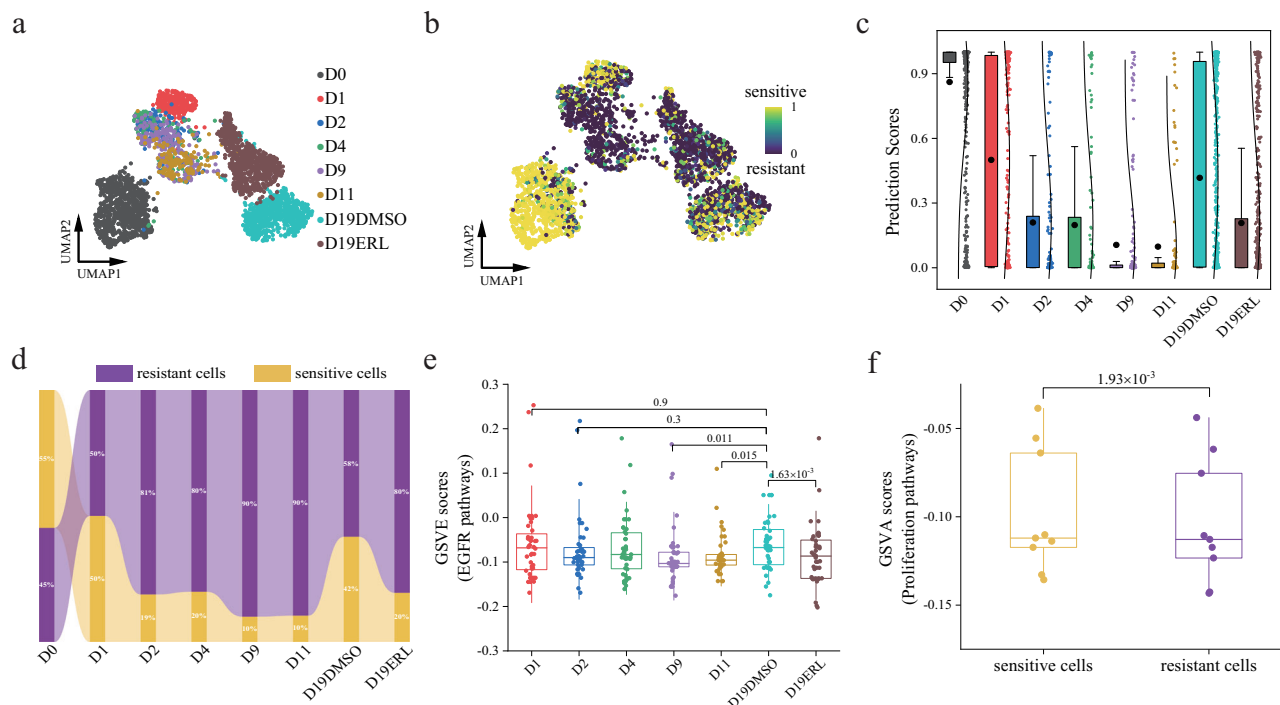 a
D0
D1
D2
D4
D9
D11
D19DMSO
D19ERL
UMAP2
UMAP1
b
sensitive
1
0
resistant
UMAP2
UMAP1
c
Prediction Scores
0.9
0.6
0.3
0.0
D0
D1
D2
D4
D9
D11
D19DMSO
D19ERL
d
resistant cells
sensitive cells
55%
45%
50%
50%
81%
19%
80%
20%
90%
10%
90%
10%
58%
42%
80%
20%
D0
D1
D2
D4
D9
D11
D19DMSO
D19ERL
e
GSVE socres
(EGFR pathways)
0.3
0.2
0.1
0.0
-0.1
-0.2
-0.3
0.9
0.3
0.011
0.015
1.63×10-3
D1
D2
D4
D9
D11
D19DMSO
D19ERL
f
GSVA scores
(Proliferation pathways)
-0.05
-0.10
-0.15
1.93×10-3
sensitive cells
resistant cells